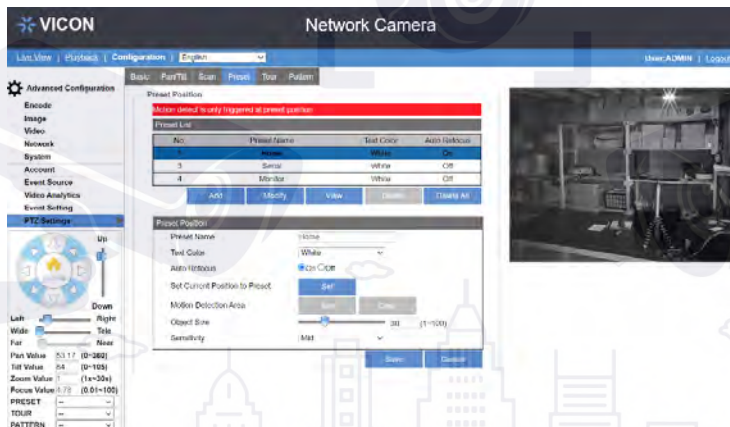 VICON
Network Camera
Live View | Playback | Configuration | English
User:ADMIN | Logout
Basic Pan/Tilt Scan Preset Tour Pattern
Advanced Configuration
Encode
Image
Video
Network
System
Account
Event Source
Video Analytics
Event Setting
PTZ Settings
Preset Position
Motion detect is only triggered at preset position
Preset List
No. Preset Name Text Color Auto Refocus
Home White On
3 Serial White Off
4 Monitor White Off
Add Modify View Delete Delete All
Preset Position
Preset Name Home
Text Color White
Auto Refocus On Off
Set Current Position to Preset Set
Motion Detection Area
Object Size 30 (1~100)
Sensitivity Mid
Save Cancel
Up
Down
Left Right
Wide Tele
Far Near
Pan Value 53.17 (0~360)
Tilt Value 64 (0~105)
Zoom Value 1 (1x~30x)
Focus Value 4.78 (0.01~100)
PRESET --
TOUR --
PATTERN --